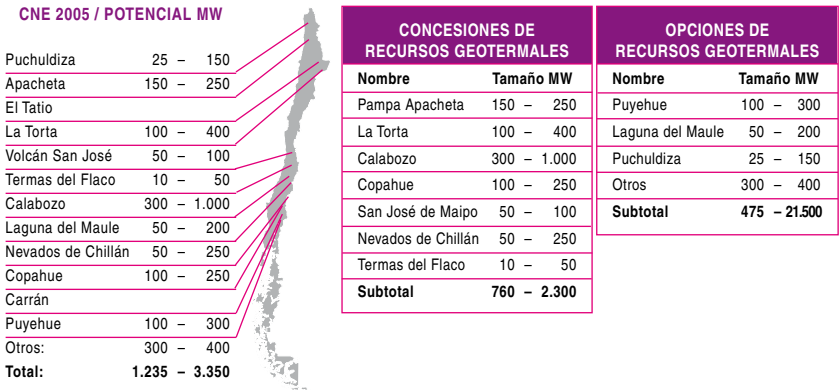 CNE 2005 / POTENCIAL MW
Puchuldiza 25 – 150
Apacheta 150 – 250
El Tatio
La Torta 100 – 400
Volcán San José 50 – 100
Termas del Flaco 10 – 50
Calabozo 300 – 1.000
Laguna del Maule 50 – 200
Nevados de Chillán 50 – 250
Copahue 100 – 250
Carrán
Puyehue 100 – 300
Otros: 300 – 400
Total: 1.235 – 3.350
CONCESIONES DE
RECURSOS GEOTERMALES
Nombre Tamaño MW
Pampa Apacheta 150 – 250
La Torta 100 – 400
Calabozo 300 – 1.000
Copahue 100 – 250
San José de Maipo 50 – 100
Nevados de Chillán 50 – 250
Termas del Flaco 10 – 50
Subtotal 760 – 2.300
OPCIONES DE
RECURSOS GEOTERMALES
Nombre Tamaño MW
Puyehue 100 – 300
Laguna del Maule 50 – 200
Puchuldiza 25 – 150
Otros 300 – 400
Subtotal 475 – 21.500